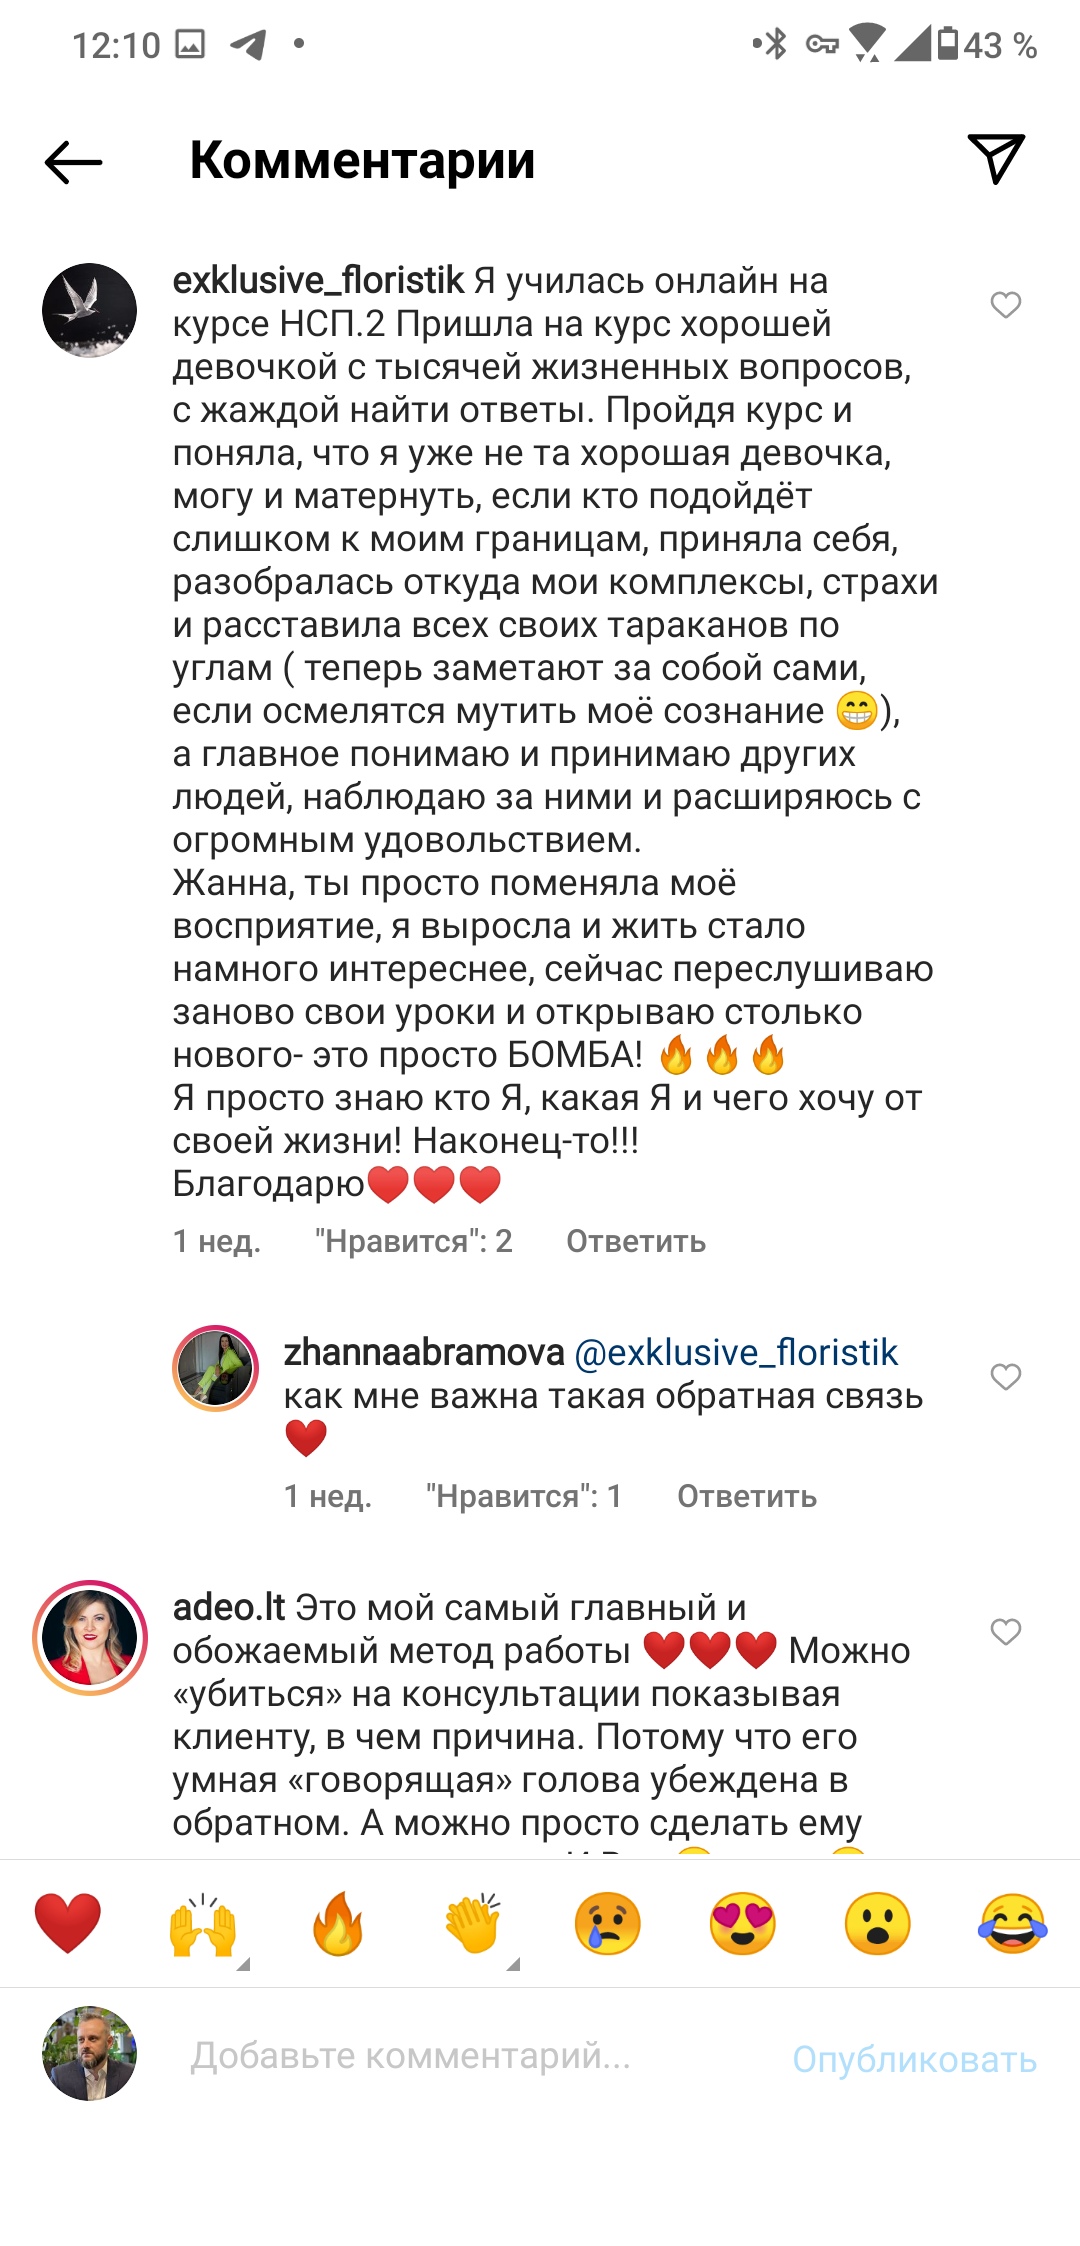 12:10
43 %
Комментарии
exklusive_floristik Я училась онлайн на
курсе НСП.2 Пришла на курс хорошей
девочкой с тысячей жизненных вопросов,
с жаждой найти ответы. Пройдя курс и
поняла, что я уже не та хорошая девочка,
могу и матернуть, если кто подойдёт
слишком к моим границам, приняла себя,
разобралась откуда мои комплексы, страхи
и расставила всех своих тараканов по
углам ( теперь заметают за собой сами,
если осмелятся мутить моё сознание 😁),
а главное понимаю и принимаю других
людей, наблюдаю за ними и расширяюсь с
огромным удовольствием.
Жанна, ты просто поменяла моё
восприятие, я выросла и жить стало
намного интереснее, сейчас переслушиваю
заново свои уроки и открываю столько
нового- это просто БОМБА! 🔥🔥🔥
Я просто знаю кто Я, какая Я и чего хочу от
своей жизни! Наконец-то!!!
Благодарю❤️❤️❤️
1 нед. "Нравится": 2 Ответить
zhannaabramova @exklusive_floristik
как мне важна такая обратная связь
❤️
1 нед. "Нравится": 1 Ответить
adeo.lt Это мой самый главный и
обожаемый метод работы ❤️❤️❤️ Можно
«убиться» на консультации показывая
клиенту, в чем причина. Потому что его
умная «говорящая» голова убеждена в
обратном. А можно просто сделать ему
Добавьте комментарий...
Опубликовать